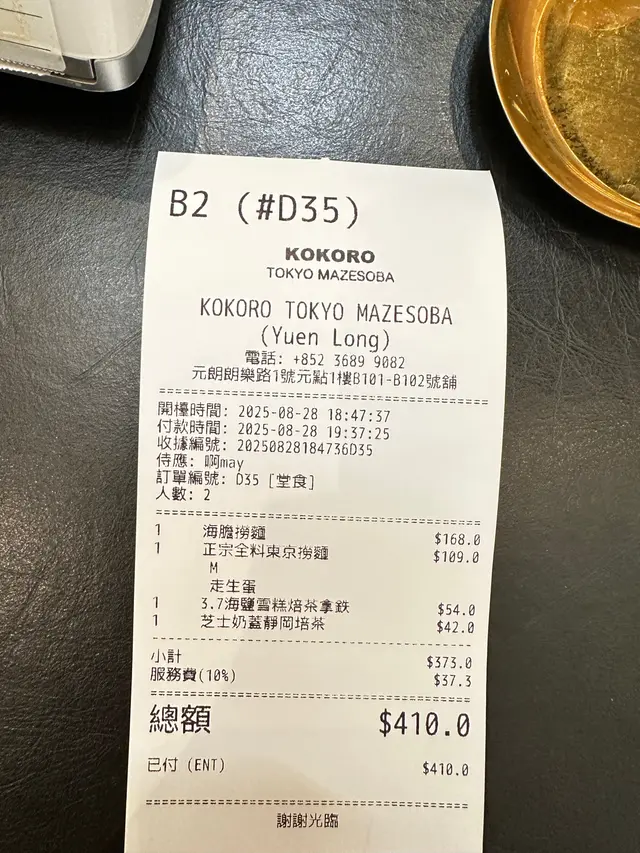 B2 (#D35)
KOKORO
TOKYO MAZESOBA
KOKORO TOKYO MAZESOBA
(Yuen Long)
電話: +852 3689 9082
元朗朗樂路1號元點1樓B101-B102號舖
開檯時間: 2025-08-28 18:47:37
付款時間: 2025-08-28 19:37:25
收據編號: 20250828184736D35
侍應: 啊may
訂單編號: D35 [堂食]
人數: 2
1 海膽撈麵 $168.0
1 正宗全料東京撈麵 $109.0
M
走生蛋
1 3.7海鹽雪糕焙茶拿鉄 $54.0
1 芝士奶蓋靜岡培茶 $42.0
小計 $373.0
服務費(10%) $37.3
總額 $410.0
已付 (ENT) $410.0
謝謝光臨